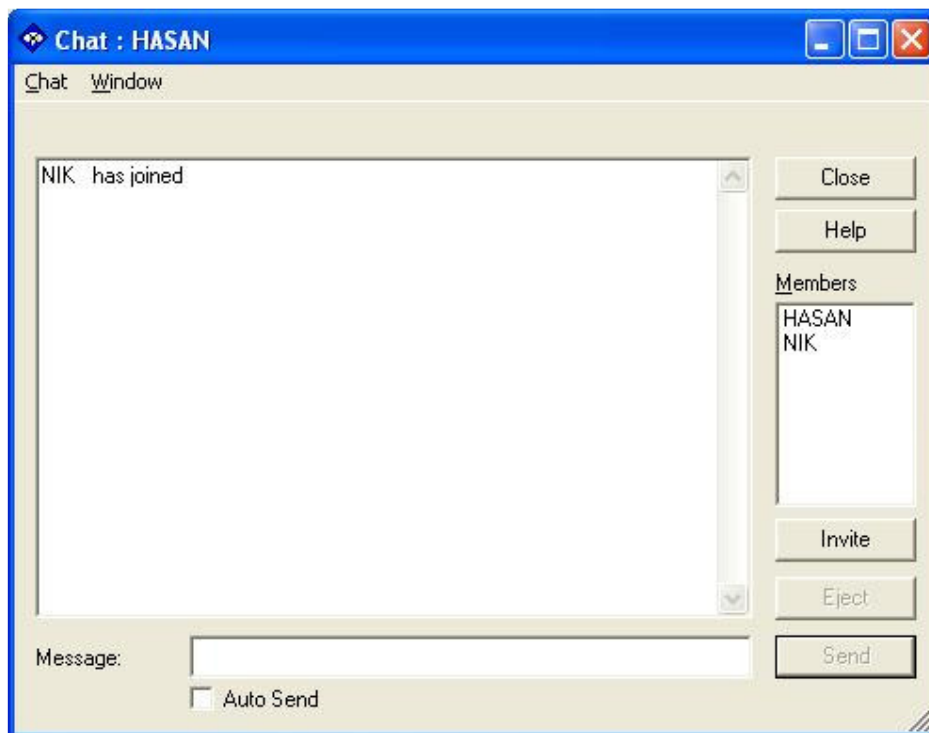 Chat : HASAN
Chat Window
NIK has joined
Close
Help
Members
HASAN
NIK
Invite
Eject
Message:
Send
Auto Send